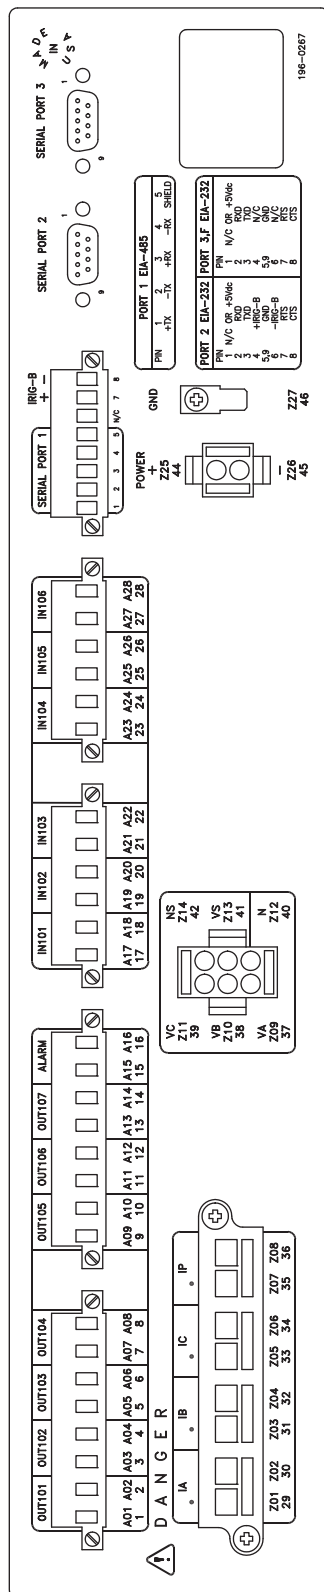 OUT101 OUT102 OUT103 OUT104
A01 A02 A03 A04 A05 A06 A07 A08
1 2 3 4 5 6 7 8
OUT105 OUT106 OUT107 ALARM
A09 A10 A11 A12 A13 A14 A15 A16
9 10 11 12 13 14 15 16
IN101 IN102 IN103
A17 A18 A19 A20 A21 A22
17 18 19 20 21 22
IN104 IN105 IN106
A23 A24 A25 A26 A27 A28
23 24 25 26 27 28
SERIAL PORT 1 IRIG-B
+ −
1 2 3 4 5 N/C 7 8
SERIAL PORT 2
1
9
SERIAL PORT 3
1
9
MADE
IN
USA
DANGER
IA IB IC IP
Z01 Z02 Z03 Z04 Z05 Z06 Z07 Z08
29 30 31 32 33 34 35 36
VC NS
Z11 Z14
39 42
VB VS
Z10 Z13
38 41
VA N
Z09 Z12
37 40
POWER
+
Z25
44
−
Z26
45
GND
Z27
46
PORT 1 EIA-485
PIN 1 2 3 4 5
+TX -TX +RX -RX SHIELD
PORT 2 EIA-232
PIN
1 N/C OR +5Vdc
2 RXD
3 TXD
4 +IRIG-B
5,9 GND
6 -IRIG-B
7 RTS
8 CTS
PORT 3,F EIA-232
PIN
1 N/C OR +5Vdc
2 RXD
3 TXD
4 N/C
5,9 GND
6 N/C
7 RTS
8 CTS
196-0267